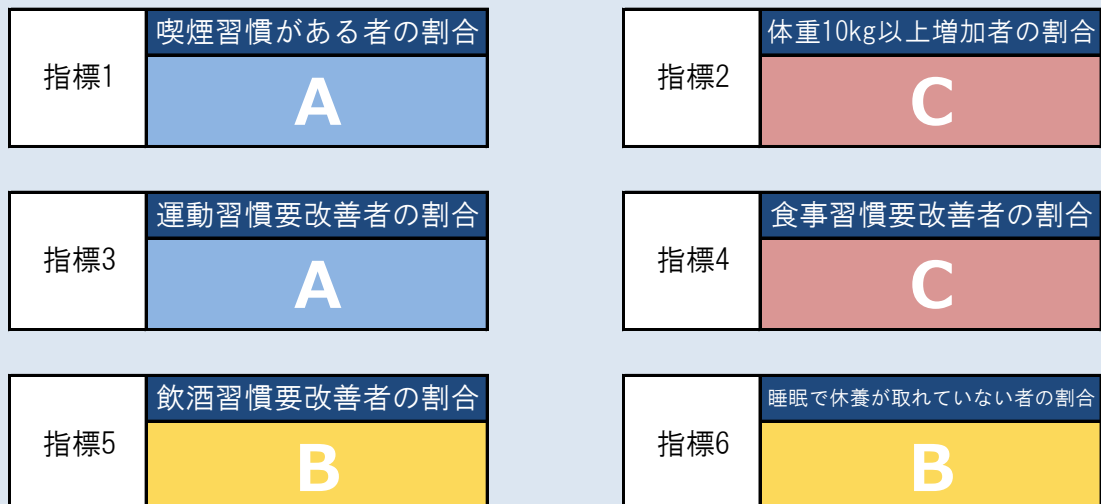 指標1
喫煙習慣がある者の割合
A
指標2
体重10kg以上増加者の割合
C
指標3
運動習慣要改善者の割合
A
指標4
食事習慣要改善者の割合
C
指標5
飲酒習慣要改善者の割合
B
指標6
睡眠で休養が取れていない者の割合
B